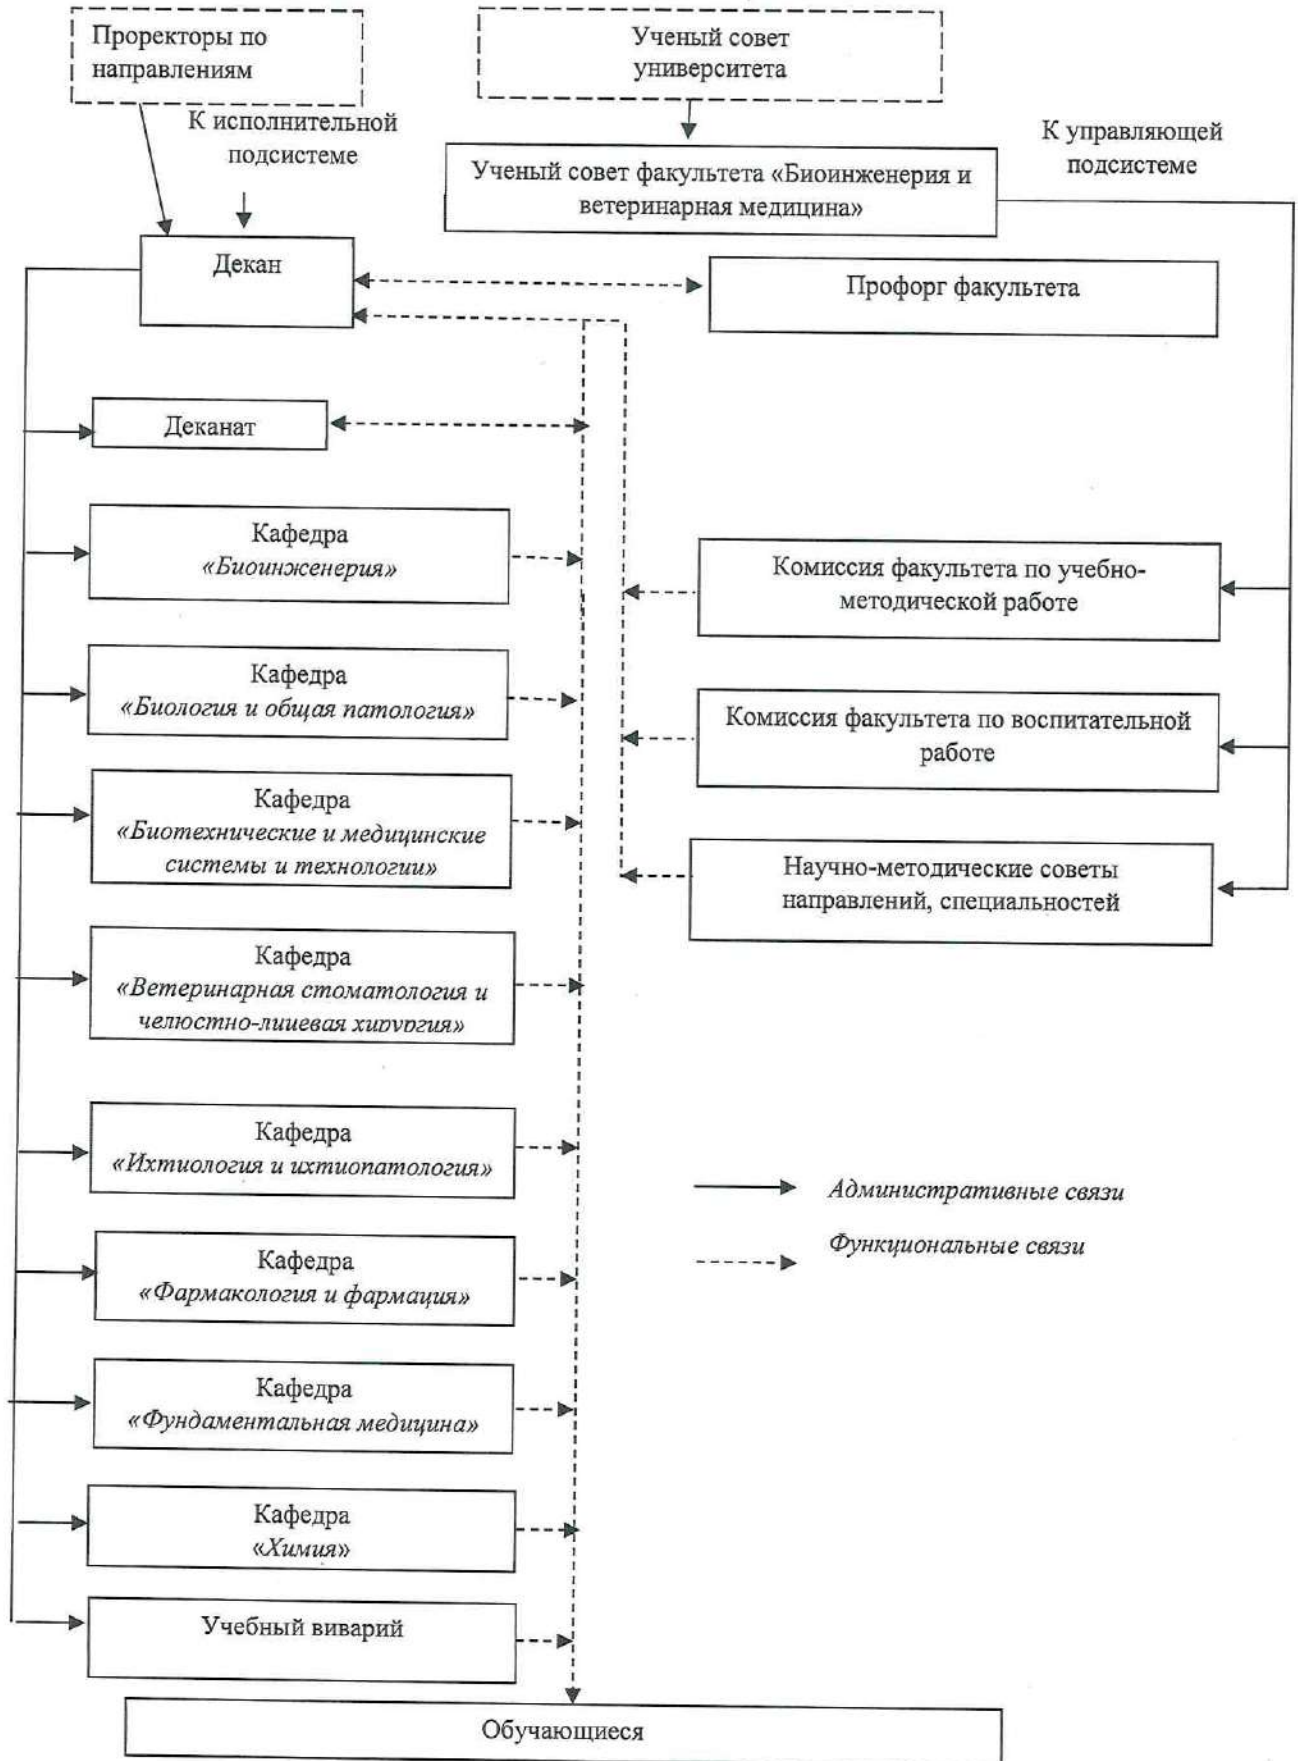 Проректоры по
направлениям
Ученый совет
университета
К исполнительной
подсистеме
К управляющей
подсистеме
Ученый совет факультета «Биоинженерия и
ветеринарная медицина»
Декан
Профорг факультета
Деканат
Кафедра
«Биоинженерия»
Комиссия факультета по учебно-
методической работе
Кафедра
«Биология и общая патология»
Комиссия факультета по воспитательной
работе
Кафедра
«Биотехнические и медицинские
системы и технологии»
Научно-методические советы
направлений, специальностей
Кафедра
«Ветеринарная стоматология и
челюстно-лицевая хирургия»
Кафедра
«Ихтиология и ихтиопатология»
Административные связи
Функциональные связи
Кафедра
«Фармакология и фармация»
Кафедра
«Фундаментальная медицина»
Кафедра
«Химия»
Учебный виварий
Обучающиеся